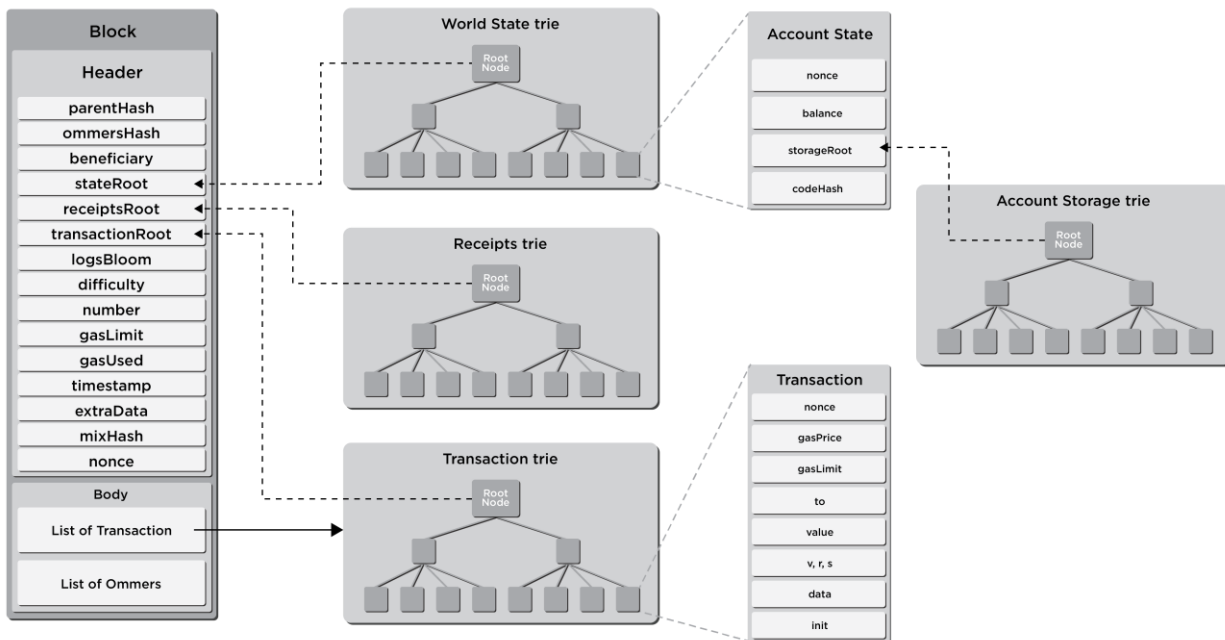 Block
Header
parentHash
ommersHash
beneficiary
stateRoot
receiptsRoot
transactionRoot
logsBloom
difficulty
number
gasLimit
gasUsed
timestamp
extraData
mixHash
nonce
Body
List of Transaction
List of Ommers
World State trie
Root
Node
Receipts trie
Root
Node
Transaction trie
Root
Node
Account State
nonce
balance
storageRoot
codeHash
Account Storage trie
Root
Node
Transaction
nonce
gasPrice
gasLimit
to
value
v, r, s
data
init